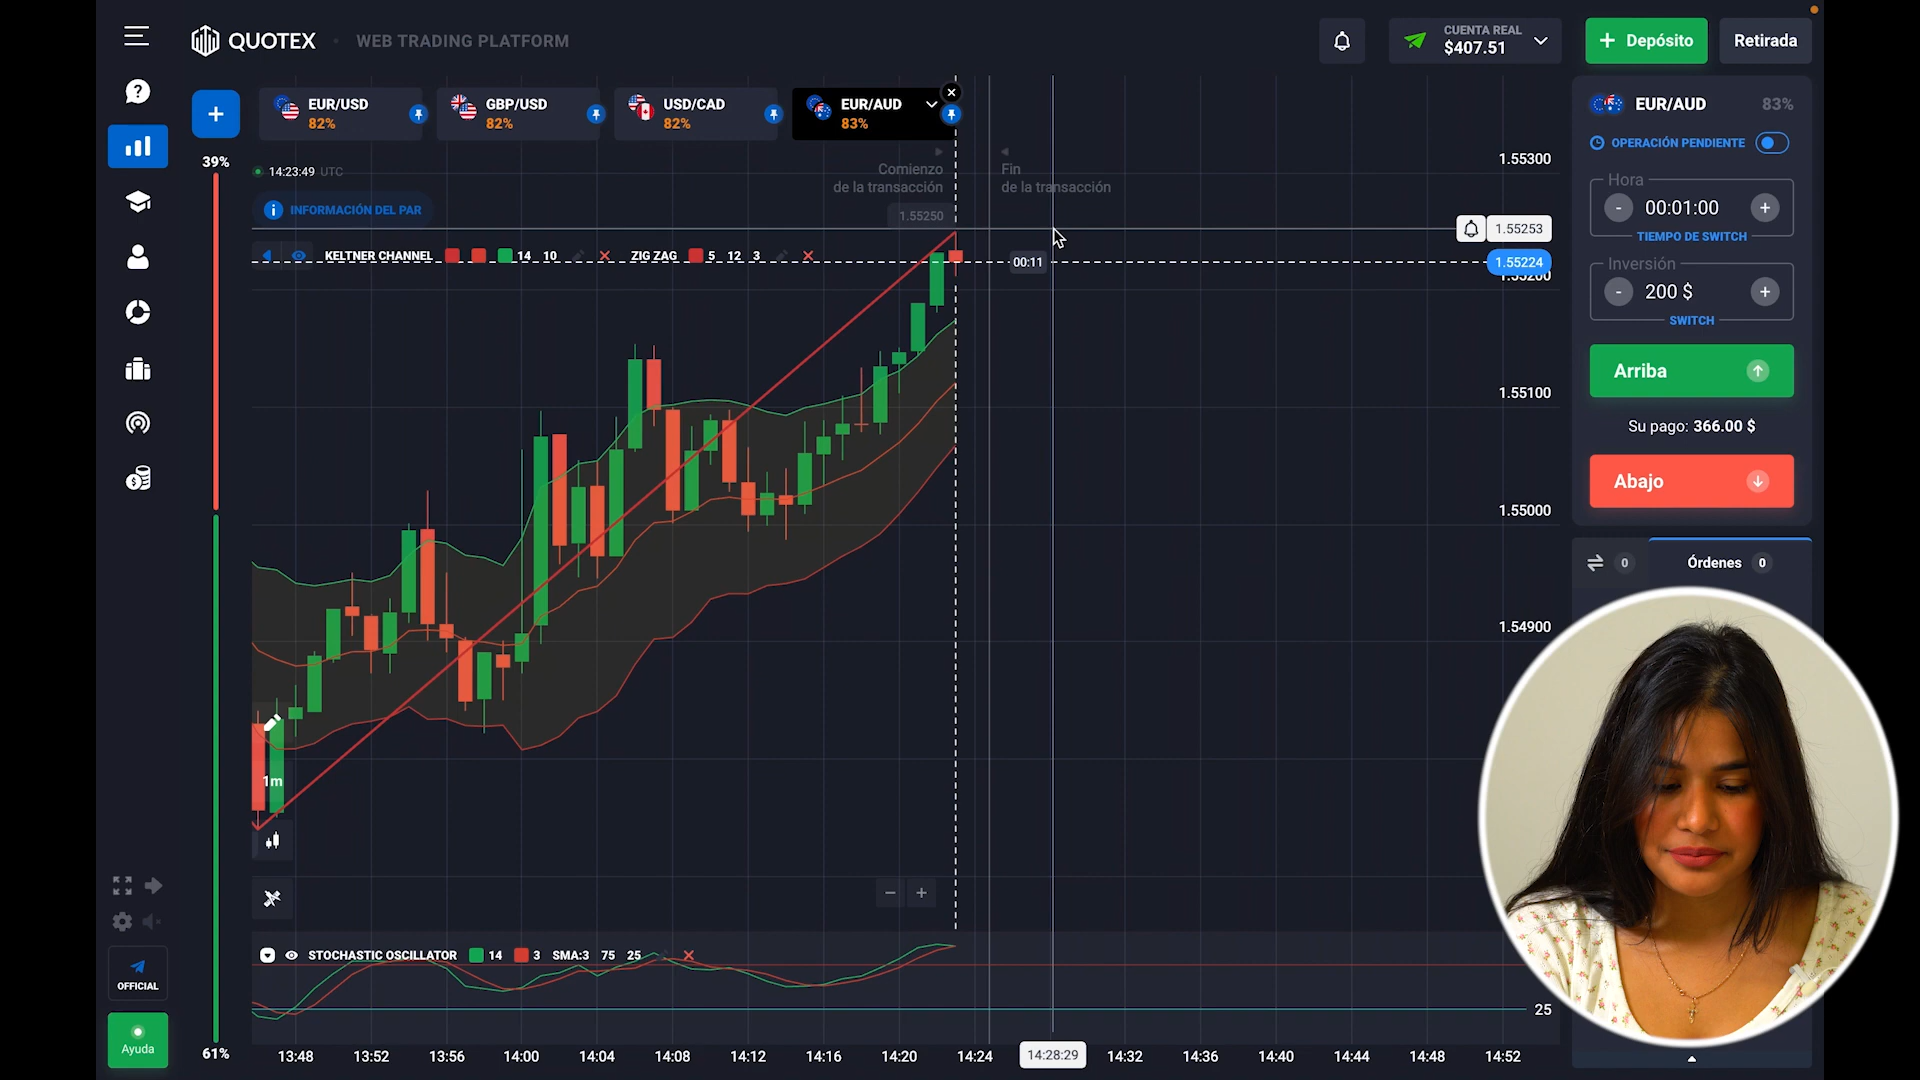 QUOTEX
WEB TRADING PLATFORM
CUENTA REAL
$407.51
+ Depósito
Retirada
EUR/USD
82%
GBP/USD
82%
USD/CAD
82%
EUR/AUD
83%
39%
14:23:49 UTC
INFORMACIÓN DEL PAR
Comienzo
de la transacción
Fin
de la transacción
1.55250
KELTNER CHANNEL 14 10
ZIG ZAG 5 12 3
00:11
1.55300
1.55253
1.55224
1.55200
1.55100
1.55000
1.54900
EUR/AUD 83%
OPERACIÓN PENDIENTE
Hora
- 00:01:00 +
TIEMPO DE SWITCH
Inversión
- 200 $ +
SWITCH
Arriba
Su pago: 366.00 $
Abajo
0
Órdenes 0
1m
OFFICIAL
Ayuda
61%
STOCHASTIC OSCILLATOR 14 3 SMA:3 75 25
25
13:48 13:52 13:56 14:00 14:04 14:08 14:12 14:16 14:20 14:24 14:28:29 14:32 14:36 14:40 14:44 14:48 14:52